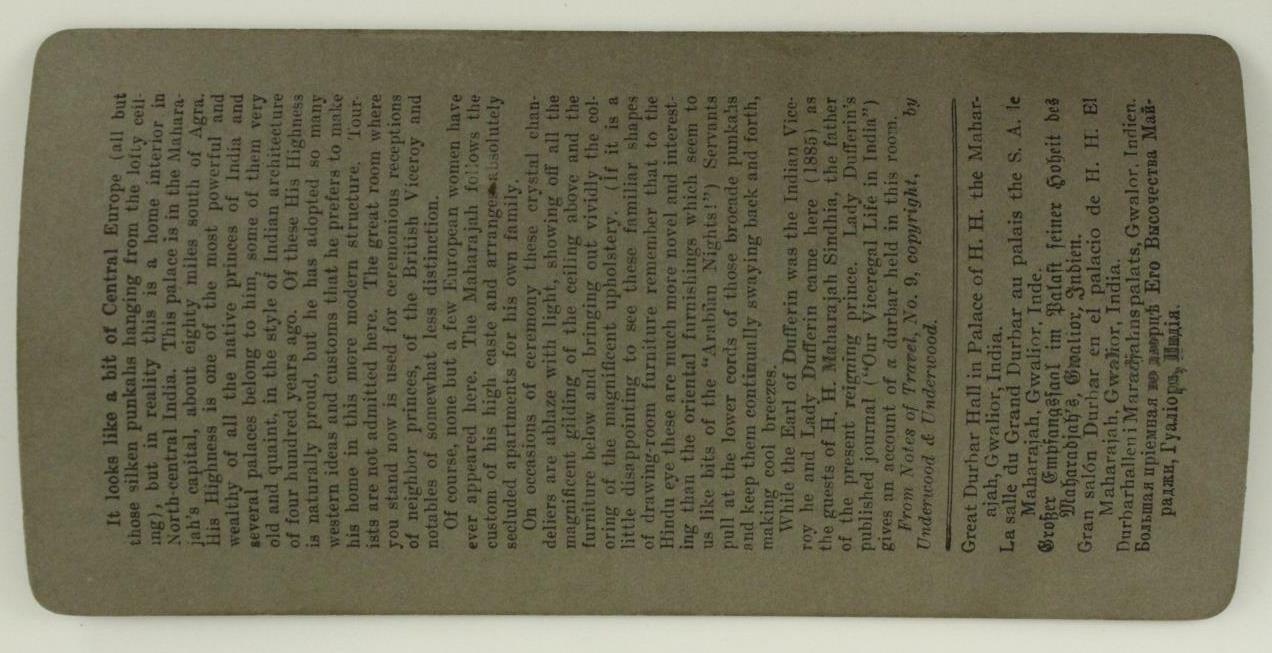 It looks like a bit of Central Europe (all but
those silken punkahs hanging from the lofty ceil-
ing), but in reality this is a home interior in
North-central India. This palace is in the Mahara-
jah's capital, about eighty miles south of Agra.
His Highness is one of the most powerful and
wealthy of all the native princes of India and
several palaces belong to him, some of them very
old and quaint, in the style of Indian architecture
of four hundred years ago. Of these His Highness
is naturally proud, but he has adopted so many
western ideas and customs that he prefers to make
his home in this more modern structure. Tour-
ists are not admitted here. The great room where
you stand now is used for ceremonious receptions
of neighbor princes, of the British Viceroy and
notables of somewhat less distinction.
Of course, none but a few European women have
ever appeared here. The Maharajah follows the
custom of his high caste and arranges absolutely
secluded apartments for his own family.
On occasions of ceremony these crystal chan-
deliers are ablaze with light, showing off all the
magnificent gilding of the ceiling above and the
furniture below and bringing out vividly the col-
oring of the magnificent upholstery. (If it is a
little disappointing to see these familiar shapes
of drawing-room furniture remember that to the
Hindu eye these are much more novel and interest-
ing than the oriental furnishings which seem to
us like bits of the "Arabian Nights!") Servants
pull at the lower cords of those brocade punkahs
and keep them continually swaying back and forth,
making cool breezes.
While the Earl of Dufferin was the Indian Vice-
roy he and Lady Dufferin came here (1885) as
the guests of H. H. Maharajah Sindhia, the father
of the present reigning prince. Lady Dufferin's
published journal ("Our Viceregal Life in India")
gives an account of a durbar held in this room.
From Notes of Travel, No. 9, copyright, by
Underwood & Underwood.
Great Durbar Hall in Palace of H. H. the Mahar-
ajah, Gwalior, India.
La salle du Grand Durbar au palais the S. A. le
Maharajah, Gwalior, Inde.
Großer Empfangsaal im Palast seiner Hoheit des
Maharadjah's, Gwalior, Indien.
Gran salón Durbar en el palacio de H. H. El
Maharajah, Gwalior, India.
Durbarhallen i Maradjahns palats, Gwalor, Indien.
Большая пріемная во дворцѣ Его Высочества Май-
раджи, Гуаліоръ, Индія.